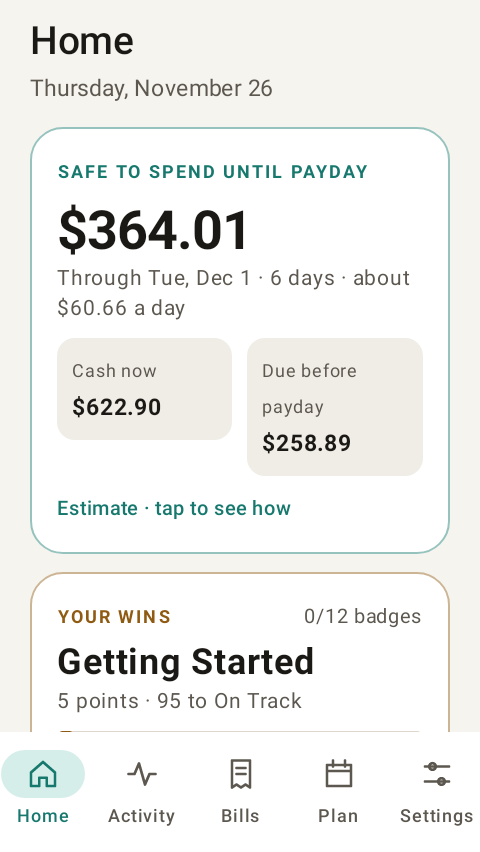 Home
Thursday, November 26
SAFE TO SPEND UNTIL PAYDAY
$364.01
Through Tue, Dec 1 · 6 days · about
$60.66 a day
Cash now
$622.90
Due before
payday
$258.89
Estimate · tap to see how
YOUR WINS
0/12 badges
Getting Started
5 points · 95 to On Track
Home
Activity
Bills
Plan
Settings